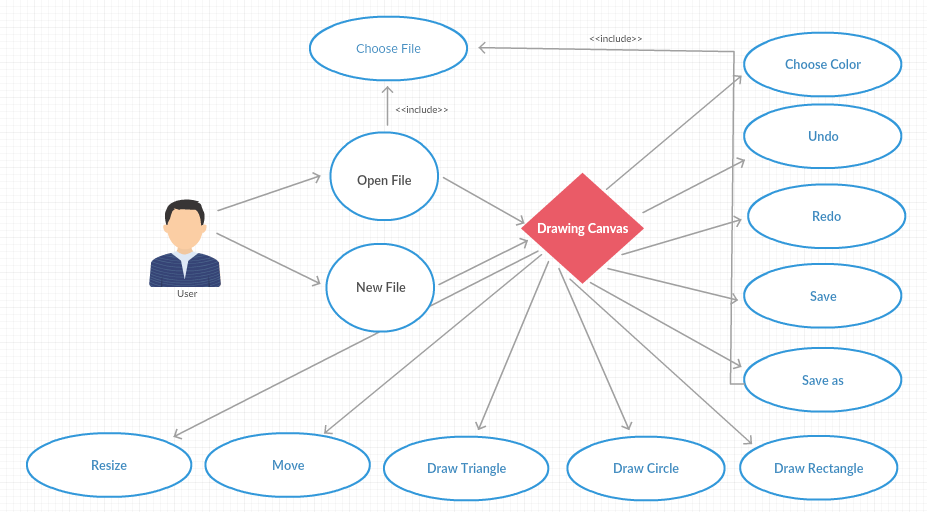 Choose File
<<include>>
Choose Color
<<include>>
Undo
Open File
Redo
Drawing Canvas
User
New File
Save
Save as
Resize
Move
Draw Triangle
Draw Circle
Draw Rectangle